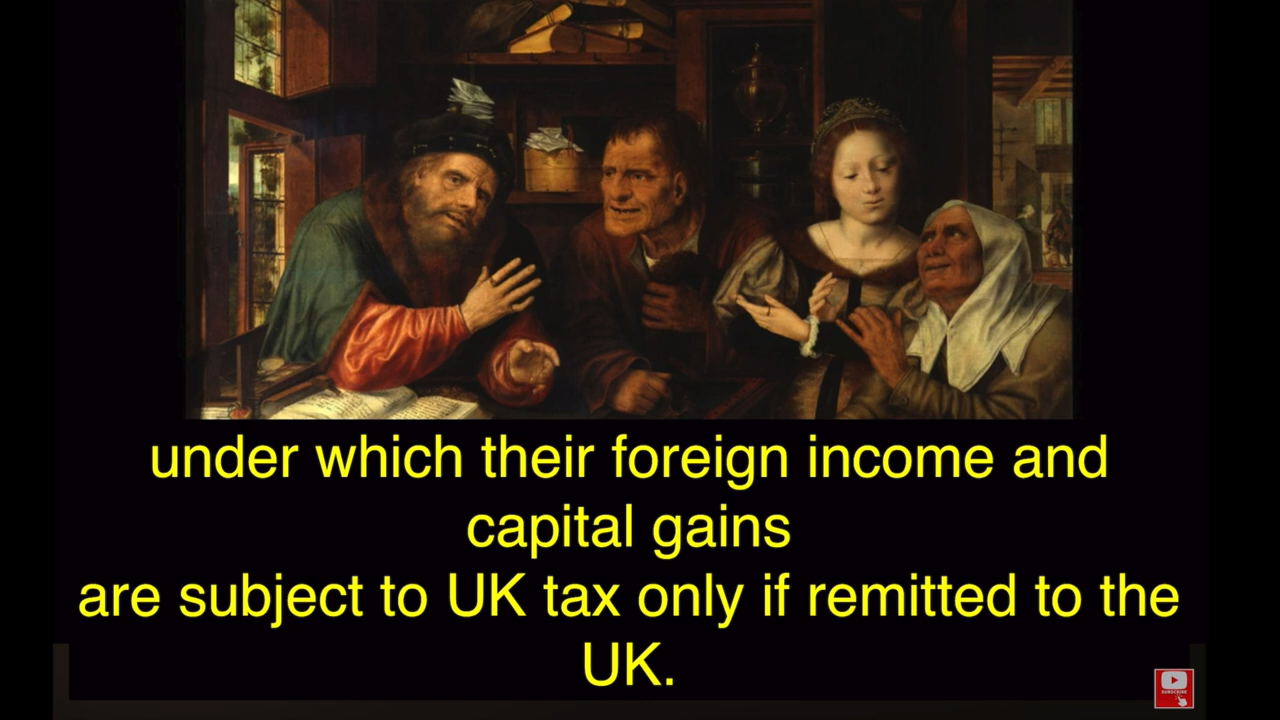 under which their foreign income and
capital gains
are subject to UK tax only if remitted to the
UK.
SUBSCRIBE